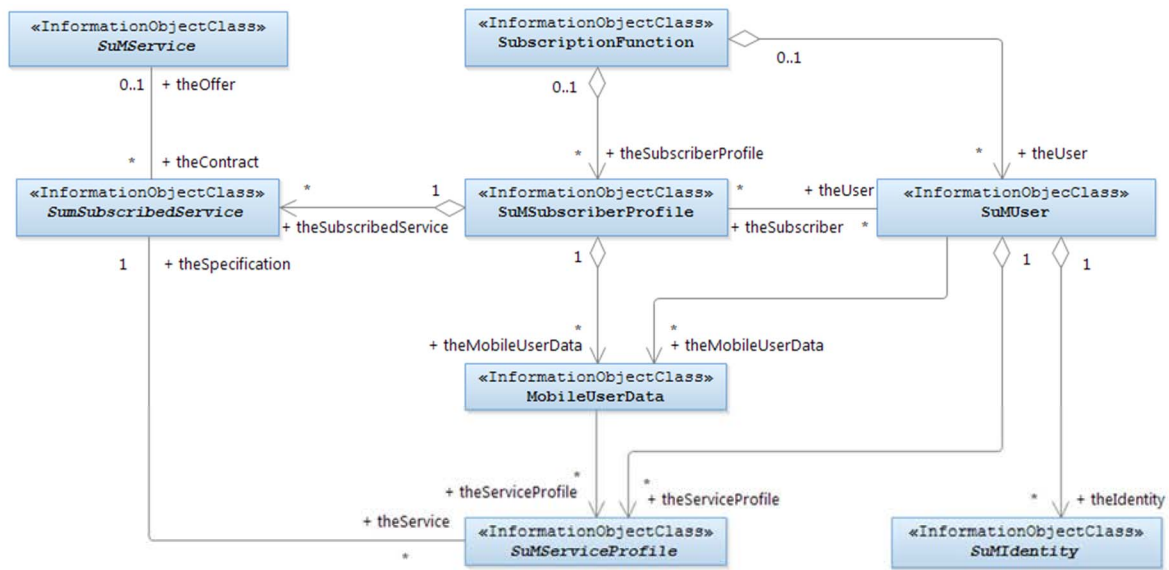 «InformationObjectClass»
SuMService
«InformationObjectClass»
SubscriptionFunction
0..1 + theOffer
0..1
0..1
* + theContract
* + theSubscriberProfile
* + theUser
«InformationObjectClass»
SumSubscribedService
* 1
+ theSubscribedService
«InformationObjectClass»
SuMSubscriberProfile
* + theUser
+ theSubscriber *
«InformationObjecClass»
SuMUser
1 + theSpecification
1
1
1
*
+ theMobileUserData
*
+ theMobileUserData
«InformationObjectClass»
MobileUserData
*
+ theServiceProfile
*
+ theServiceProfile
* + theIdentity
+ theService
*
«InformationObjectClass»
SuMServiceProfile
«InformationObjectClass»
SuMIdentity